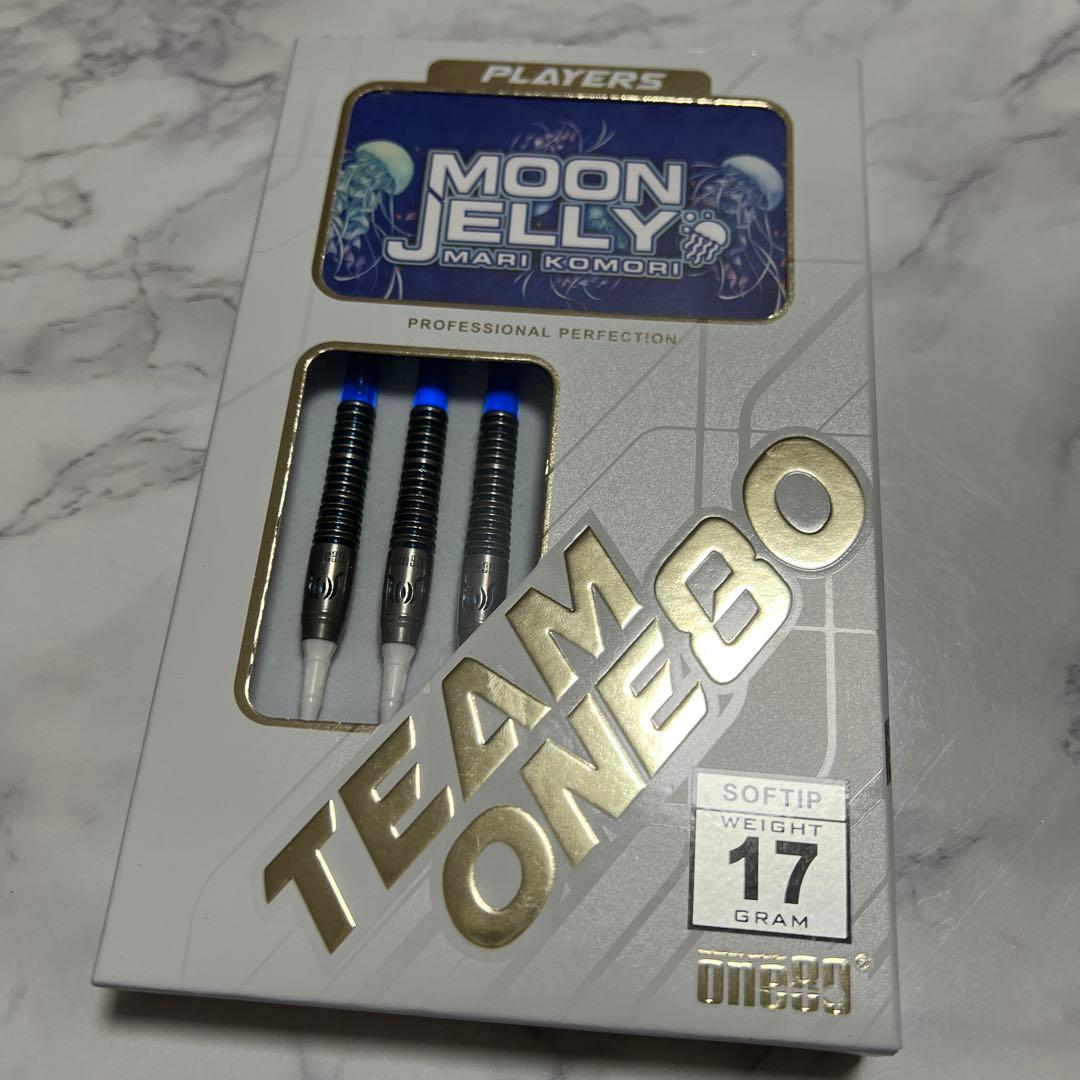 PLAYERS
MOON
JELLY
MARI KOMORI
PROFESSIONAL PERFECTION
TEAM
ONE80
SOFTIP
WEIGHT
17
GRAM
one80®